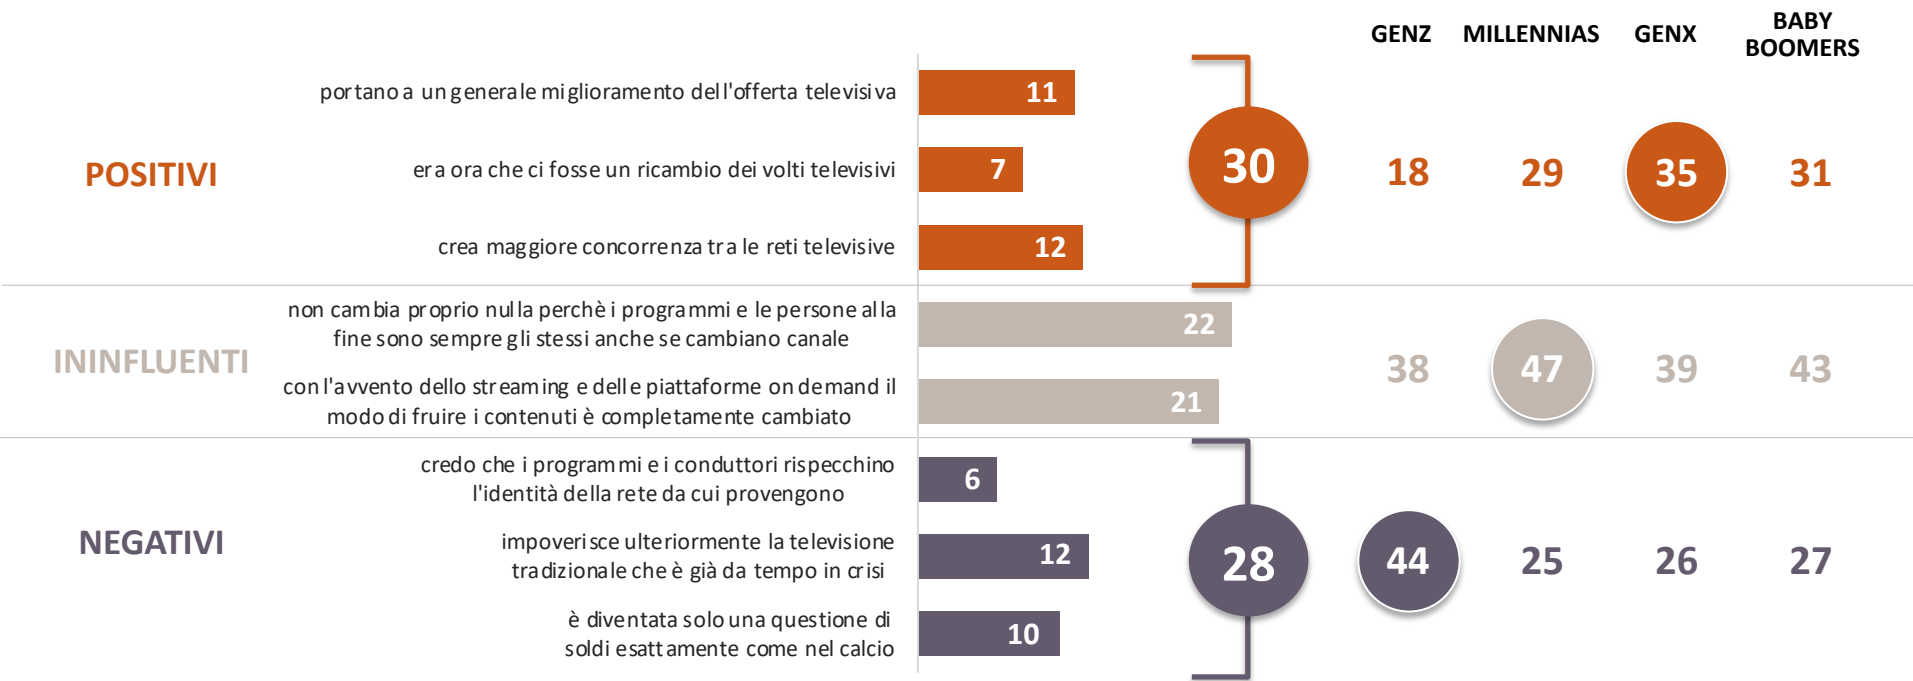 GENZ MILLENNIAS GENX BABY
BOOMERS
portano a un generale miglioramento dell'offerta televisiva 11
POSITIVI era ora che ci fosse un ricambio dei volti televisivi 7 30 18 29 35 31
crea maggiore concorrenza tra le reti televisive 12
non cambia proprio nulla perchè i programmi e le persone alla
fine sono sempre gli stessi anche se cambiano canale 22
ININFLUENTI 38 47 39 43
con l'avvento dello streaming e delle piattaforme on demand il
modo di fruire i contenuti è completamente cambiato 21
credo che i programmi e i conduttori rispecchino
l'identità della rete da cui provengono 6
NEGATIVI impoverisce ulteriormente la televisione
tradizionale che è già da tempo in crisi 12 28 44 25 26 27
è diventata solo una questione di
soldi esattamente come nel calcio 10